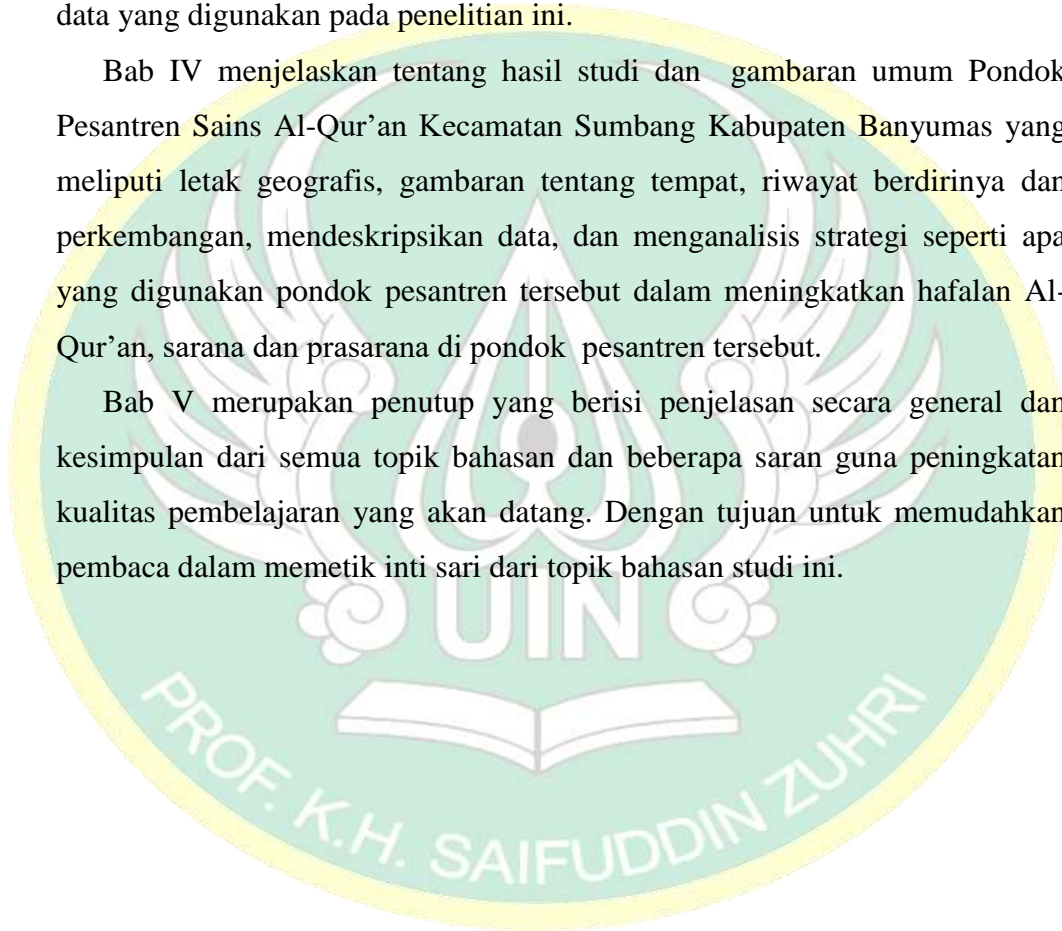 data yang digunakan pada penelitian ini.
Bab IV menjelaskan tentang hasil studi dan gambaran umum Pondok
Pesantren Sains Al-Qur’an Kecamatan Sumbang Kabupaten Banyumas yang
meliputi letak geografis, gambaran tentang tempat, riwayat berdirinya dan
perkembangan, mendeskripsikan data, dan menganalisis strategi seperti apa
yang digunakan pondok pesantren tersebut dalam meningkatkan hafalan Al-
Qur’an, sarana dan prasarana di pondok pesantren tersebut.
Bab V merupakan penutup yang berisi penjelasan secara general dan
kesimpulan dari semua topik bahasan dan beberapa saran guna peningkatan
kualitas pembelajaran yang akan datang. Dengan tujuan untuk memudahkan
pembaca dalam memetik inti sari dari topik bahasan studi ini.
UIN
PROF. K.H. SAIFUDDIN ZUHRI